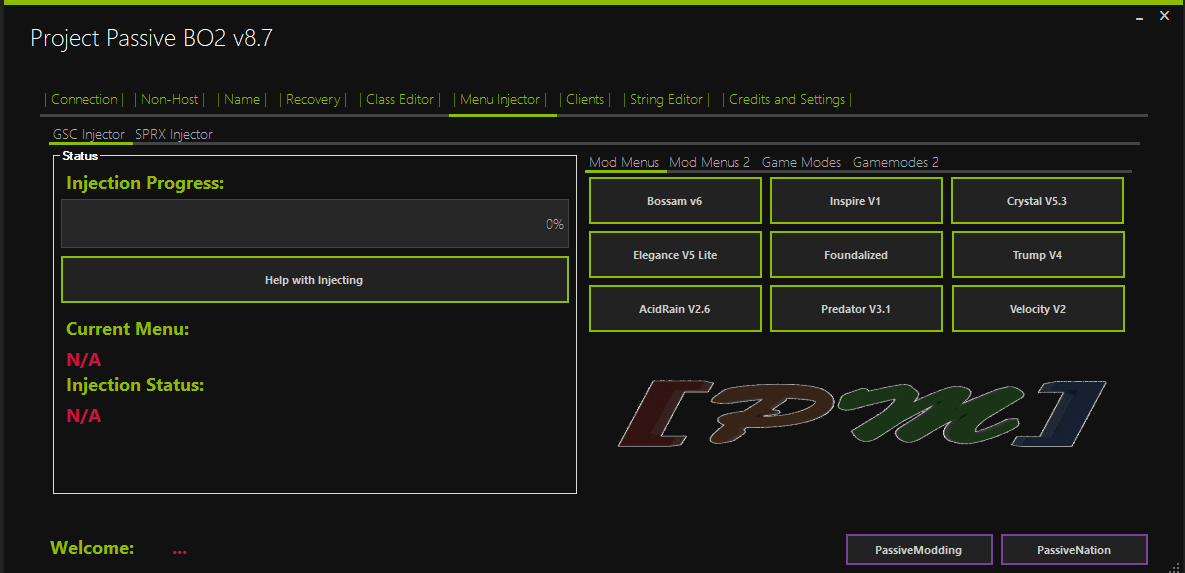 Project Passive BO2 v8.7
| Connection | | Non-Host | | Name | | Recovery | | Class Editor | | Menu Injector | | Clients | | String Editor | | Credits and Settings |
GSC Injector SPRX Injector
Status
Injection Progress:
0%
Help with Injecting
Current Menu:
N/A
Injection Status:
N/A
Mod Menus Mod Menus 2 Game Modes Gamemodes 2
Bossam v6 Inspire V1 Crystal V5.3
Elegance V5 Lite Foundalized Trump V4
AcidRain V2.6 Predator V3.1 Velocity V2
[PM]
Welcome: ...
PassiveModding PassiveNation